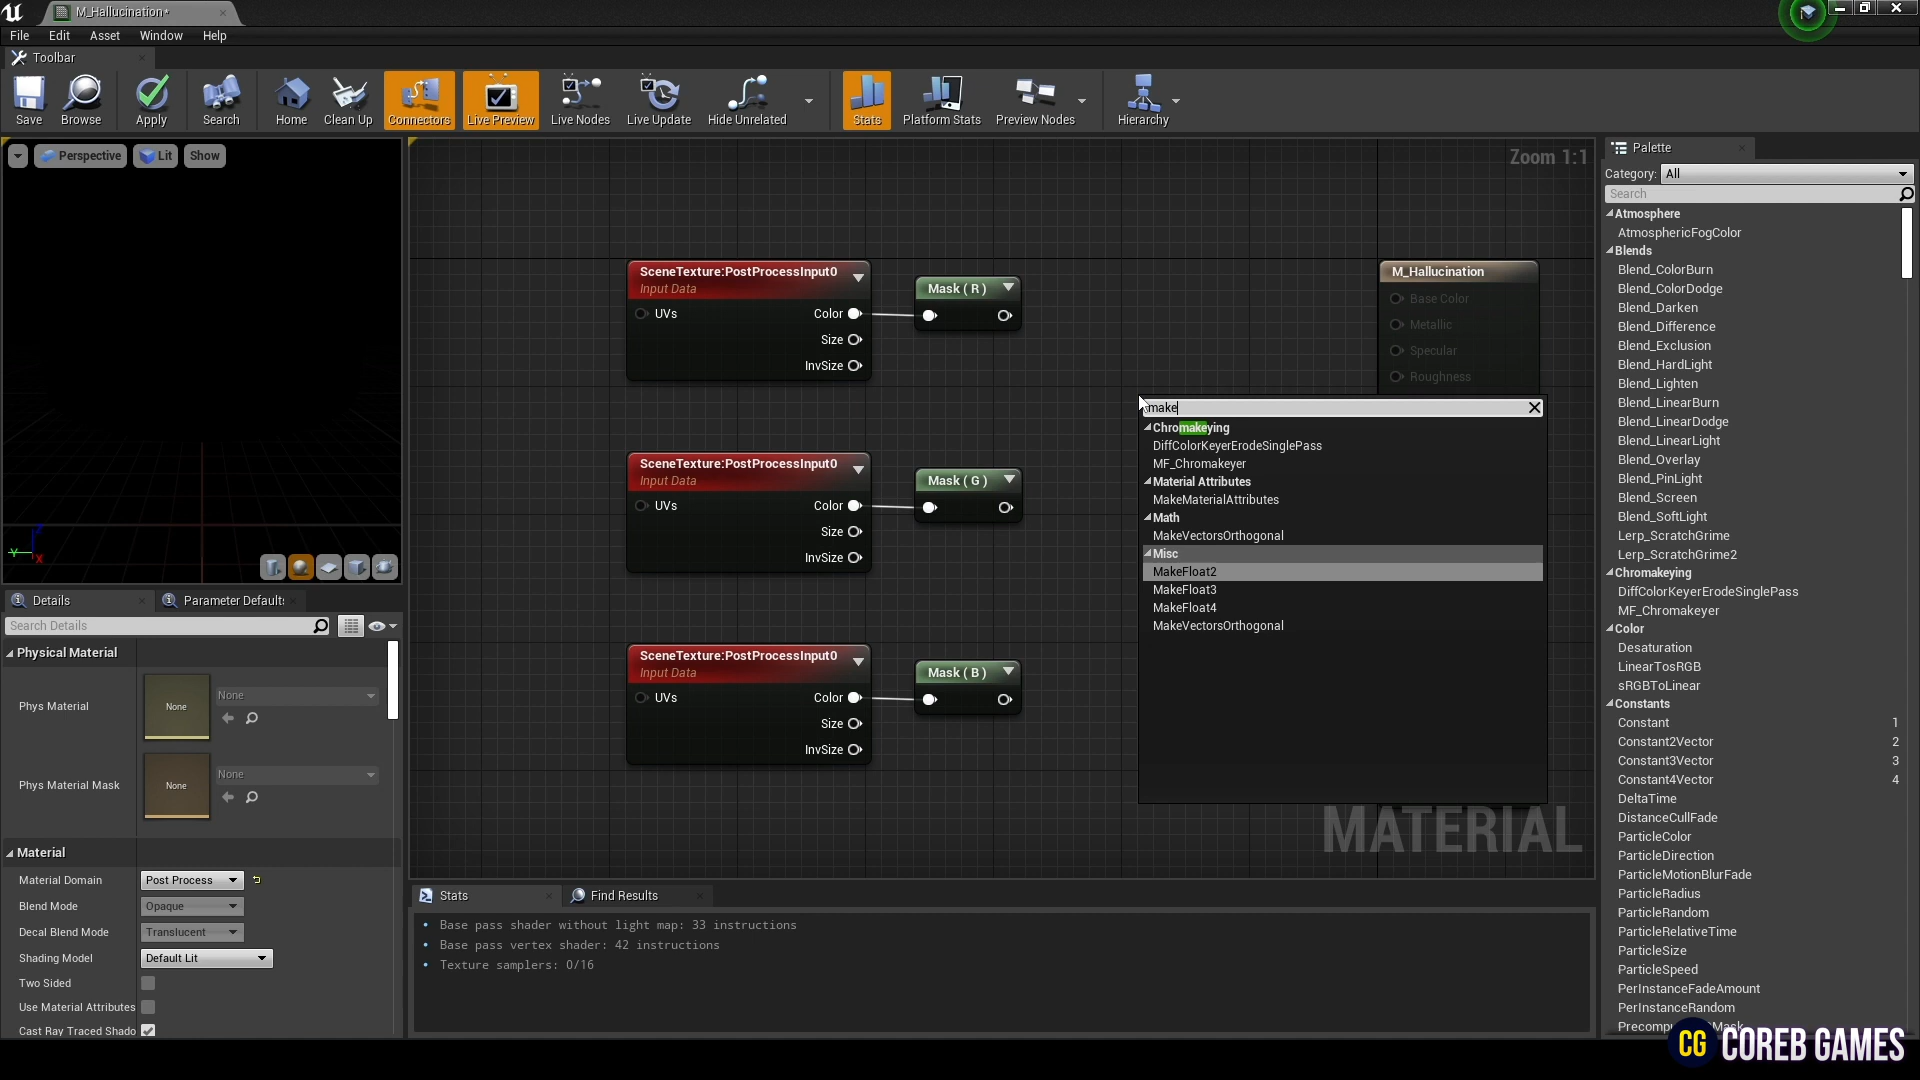 M_Hallucination*
File Edit Asset Window Help
Toolbar
Save Browse Apply Search Home Clean Up Connectors Live Preview Live Nodes Live Update Hide Unrelated Stats Platform Stats Preview Nodes Hierarchy
Perspective Lit Show
Zoom 1:1
SceneTexture:PostProcessInput0
Input Data
UVs Color
Size
InvSize
Mask ( R )
M_Hallucination
Base Color
Metallic
Specular
Roughness
SceneTexture:PostProcessInput0
Input Data
UVs Color
Size
InvSize
Mask ( G )
SceneTexture:PostProcessInput0
Input Data
UVs Color
Size
InvSize
Mask ( B )
make
Chromakeying
DiffColorKeyerErodeSinglePass
MF_Chromakeyer
Material Attributes
MakeMaterialAttributes
Math
MakeVectorsOrthogonal
Misc
MakeFloat2
MakeFloat3
MakeFloat4
MakeVectorsOrthogonal
MATERIAL
Details Parameter Defaults
Search Details
Physical Material
Phys Material None None
Phys Material Mask None None
Material
Material Domain Post Process
Blend Mode Opaque
Decal Blend Mode Translucent
Shading Model Default Lit
Two Sided
Use Material Attributes
Cast Ray Traced Shado
Stats Find Results
Base pass shader without light map: 33 instructions
Base pass vertex shader: 42 instructions
Texture samplers: 0/16
Palette
Category: All
Search
Atmosphere
AtmosphericFogColor
Blends
Blend_ColorBurn
Blend_ColorDodge
Blend_Darken
Blend_Difference
Blend_Exclusion
Blend_HardLight
Blend_Lighten
Blend_LinearBurn
Blend_LinearDodge
Blend_LinearLight
Blend_Overlay
Blend_PinLight
Blend_Screen
Blend_SoftLight
Lerp_ScratchGrime
Lerp_ScratchGrime2
Chromakeying
DiffColorKeyerErodeSinglePass
MF_Chromakeyer
Color
Desaturation
LinearTosRGB
sRGBToLinear
Constants
Constant 1
Constant2Vector 2
Constant3Vector 3
Constant4Vector 4
DeltaTime
DistanceCullFade
ParticleColor
ParticleDirection
ParticleMotionBlurFade
ParticleRadius
ParticleRandom
ParticleRelativeTime
ParticleSize
ParticleSpeed
PerInstanceFadeAmount
PerInstanceRandom
CG COREB GAMES